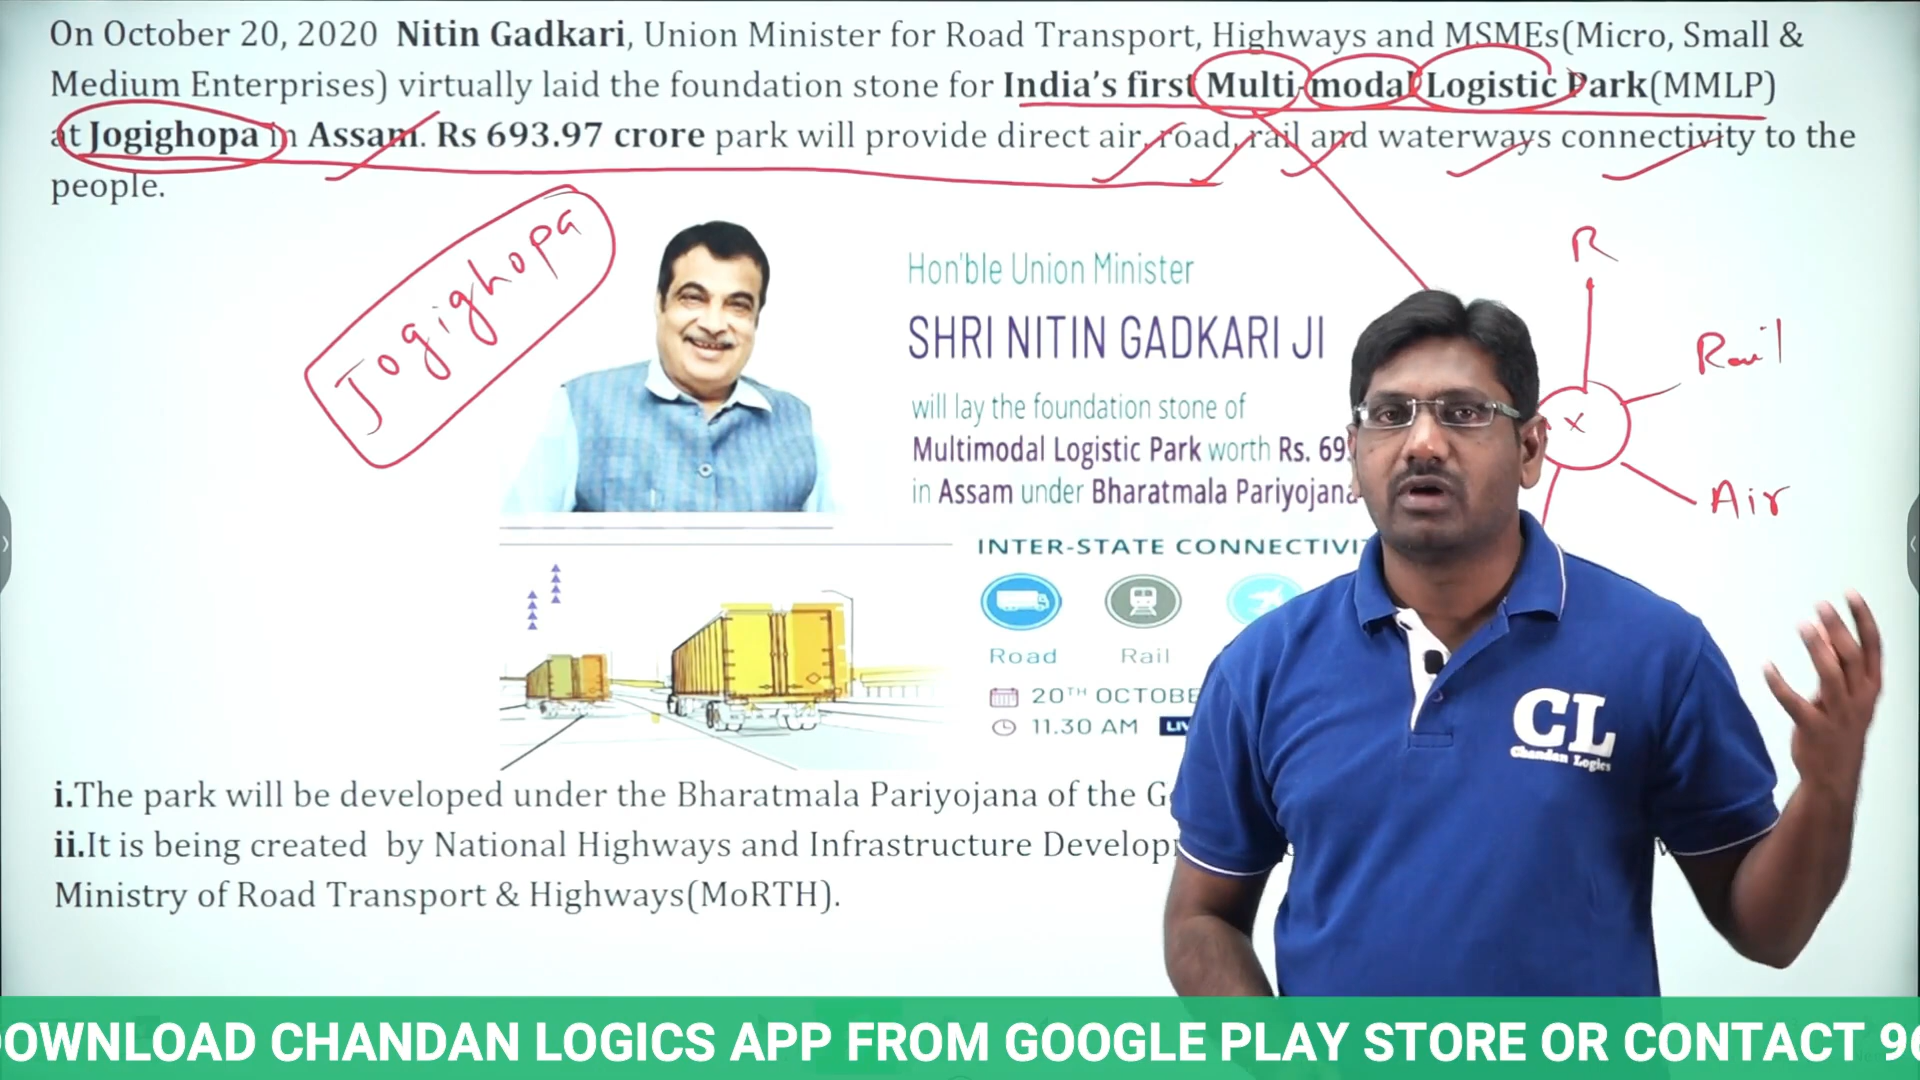 On October 20, 2020 Nitin Gadkari, Union Minister for Road Transport, Highways and MSMEs(Micro, Small &
Medium Enterprises) virtually laid the foundation stone for India's first Multi-modal Logistic Park(MMLP)
at Jogighopa in Assam. Rs 693.97 crore park will provide direct air, road, rail and waterways connectivity to the
people.
Jogighopa
R
Rail
x
Air
Hon'ble Union Minister
SHRI NITIN GADKARI JI
will lay the foundation stone of
Multimodal Logistic Park worth Rs. 69
in Assam under Bharatmala Pariyojana
INTER-STATE CONNECTIVI
Road Rail
20TH OCTOBE
11.30 AM LIV
CL
Chandan Logics
i.The park will be developed under the Bharatmala Pariyojana of the G
ii.It is being created by National Highways and Infrastructure Develop
Ministry of Road Transport & Highways(MoRTH).
DOWNLOAD CHANDAN LOGICS APP FROM GOOGLE PLAY STORE OR CONTACT 96